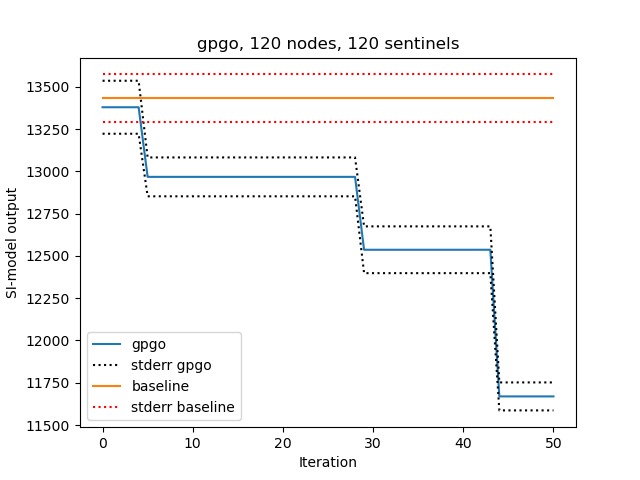 gpgo, 120 nodes, 120 sentinels
13500
13250
13000
12750
12500
12250
12000
11750
11500
SI-model output
gpgo
stderr gpgo
baseline
stderr baseline
0 10 20 30 40 50
Iteration